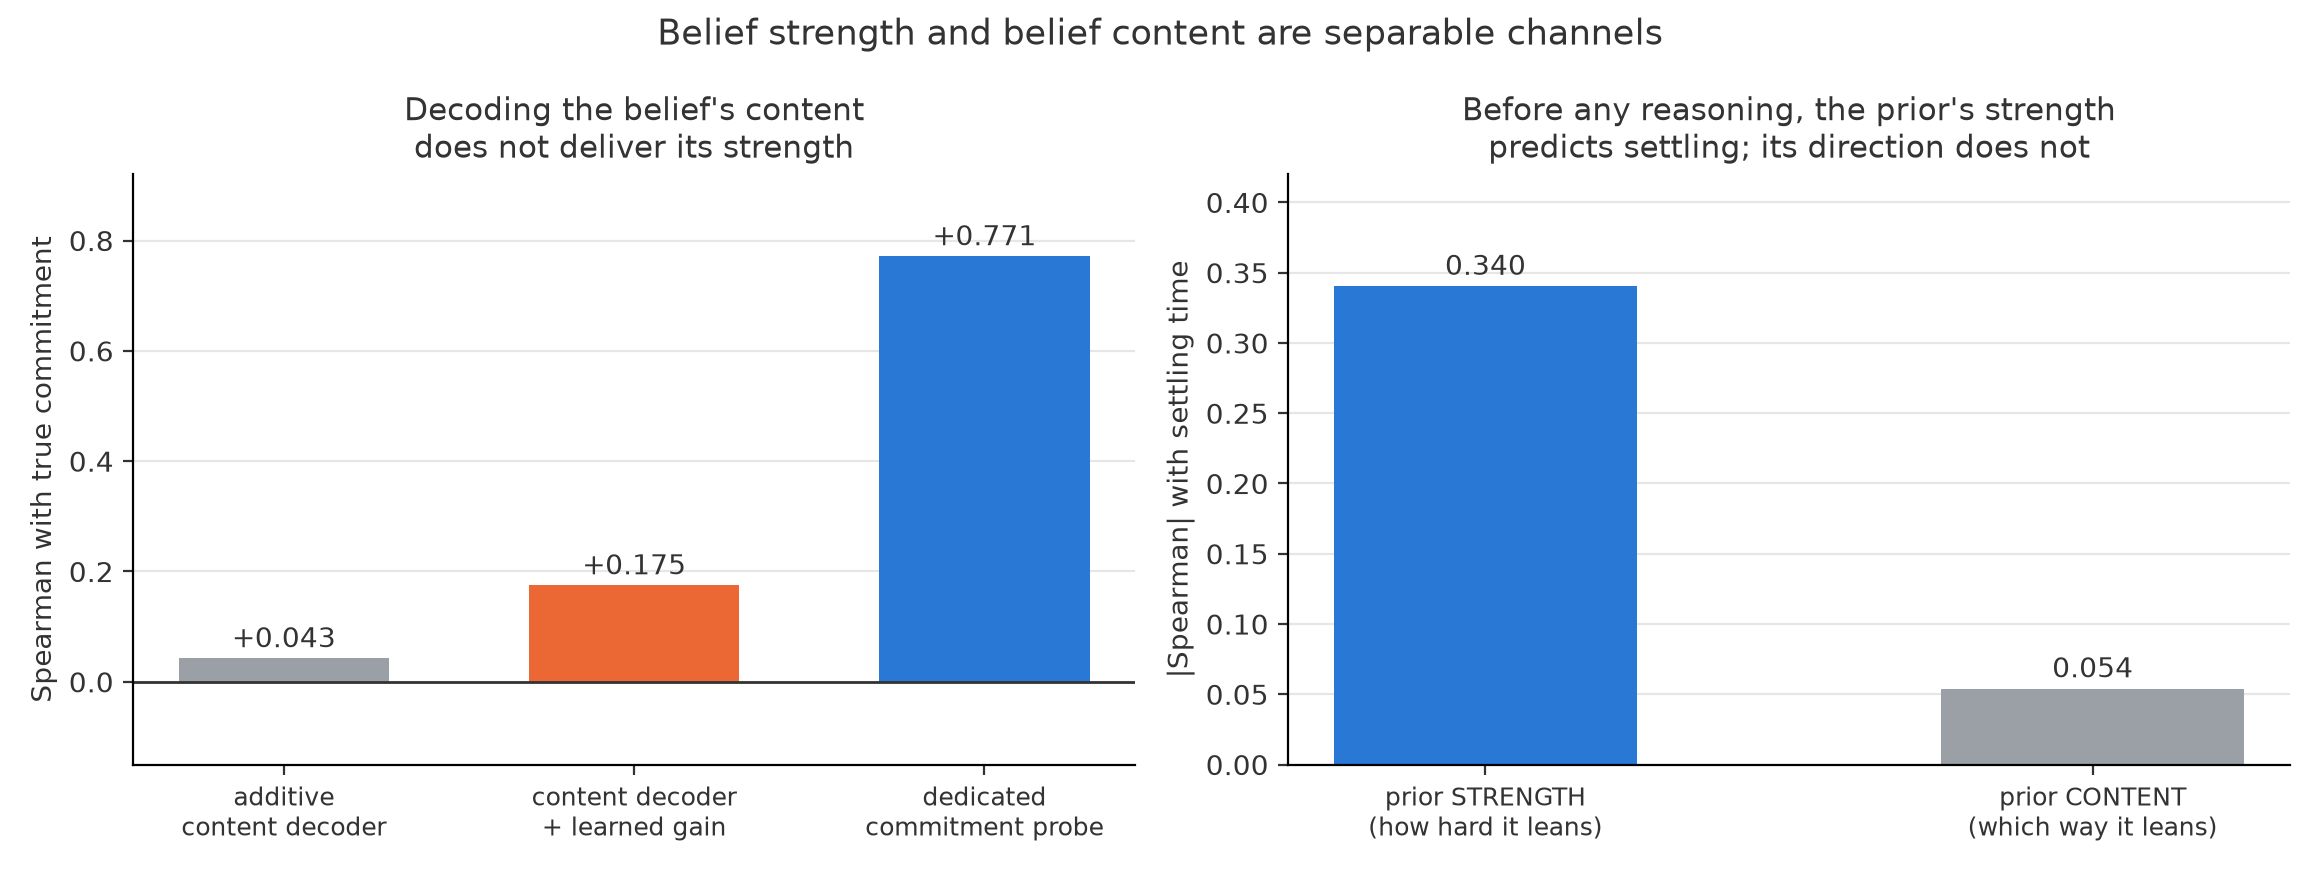 Belief strength and belief content are separable channels
Decoding the belief's content
does not deliver its strength
Spearman with true commitment
0.8
0.6
0.4
0.2
0.0
+0.043
+0.175
+0.771
additive
content decoder
content decoder
+ learned gain
dedicated
commitment probe
Before any reasoning, the prior's strength
predicts settling; its direction does not
|Spearman| with settling time
0.40
0.35
0.30
0.25
0.20
0.15
0.10
0.05
0.00
0.340
0.054
prior STRENGTH
(how hard it leans)
prior CONTENT
(which way it leans)